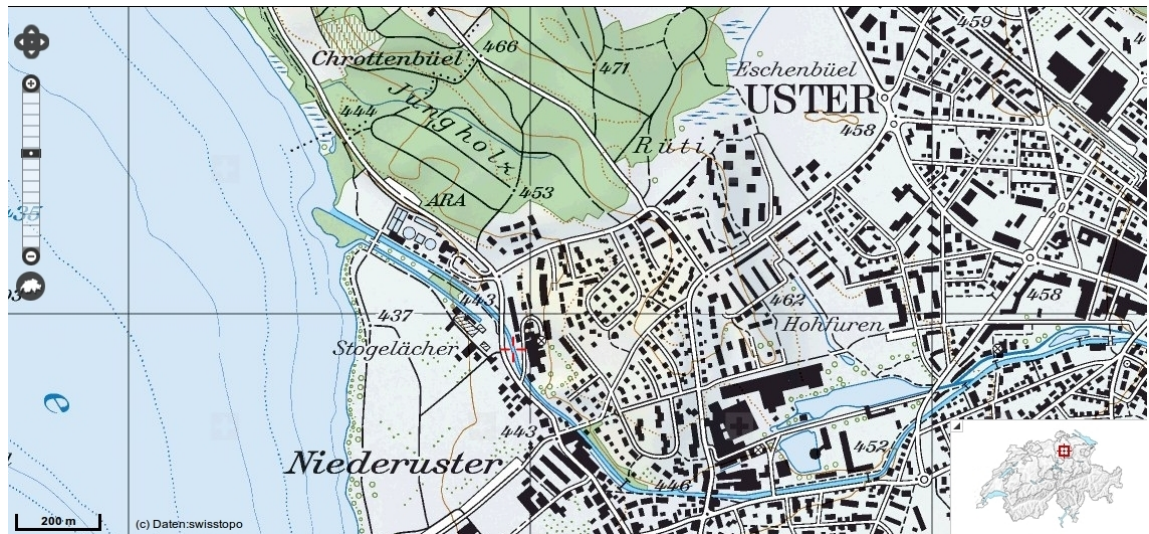 459
466
Chrottenbüel
471
Eschenbüel
USTER
Jungholz
444
458
Rüti
453
ARA
435
443
462
458
437
Hohfuren
Stogelächer
443
452
Niederuster
446
e
200 m
(c) Daten:swisstopo